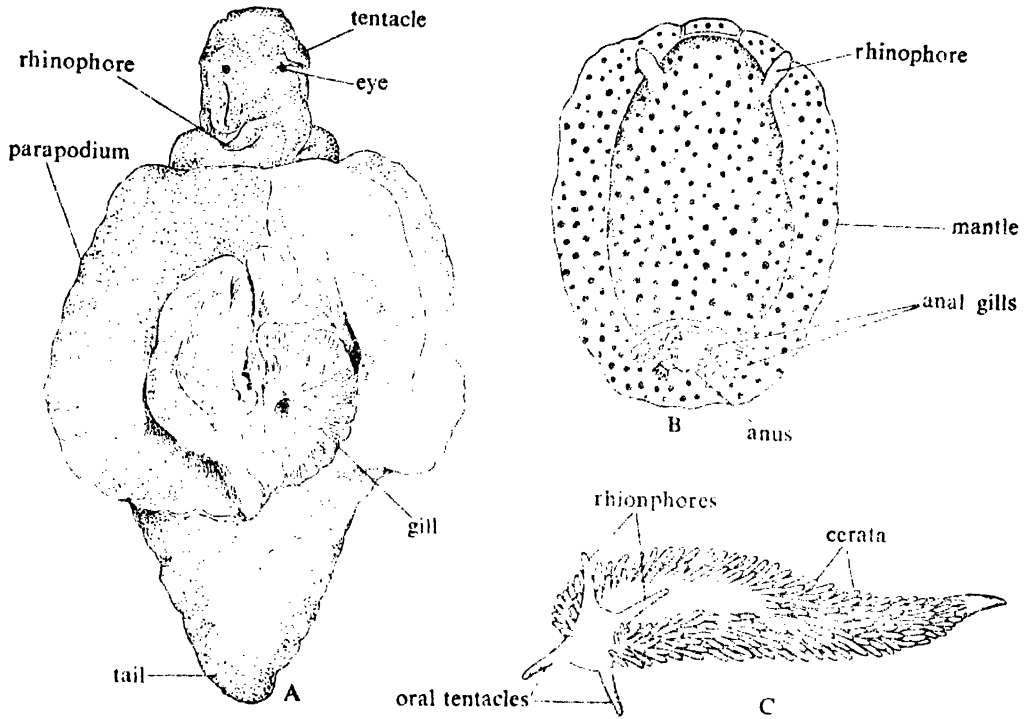 tentacle
rhinophore
eye
parapodium
gill
tail
A
rhinophore
mantle
anal gills
anus
B
rhionphores
cerata
oral tentacles
C